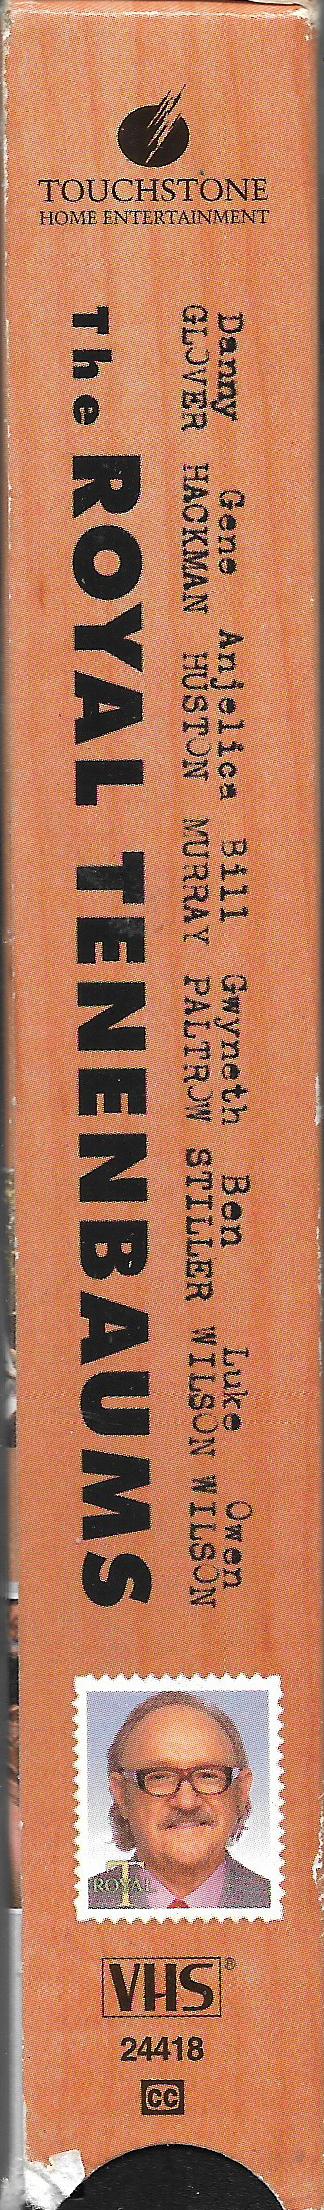 TOUCHSTONE
HOME ENTERTAINMENT
Danny Gene Anjelica Bill Gwyneth Ben Luke Owen
GLOVER HACKMAN HUSTON MURRAY PALTROW STILLER WILSON WILSON
The ROYAL TENENBAUMS
T
ROYAL
VHS®
24418
CC